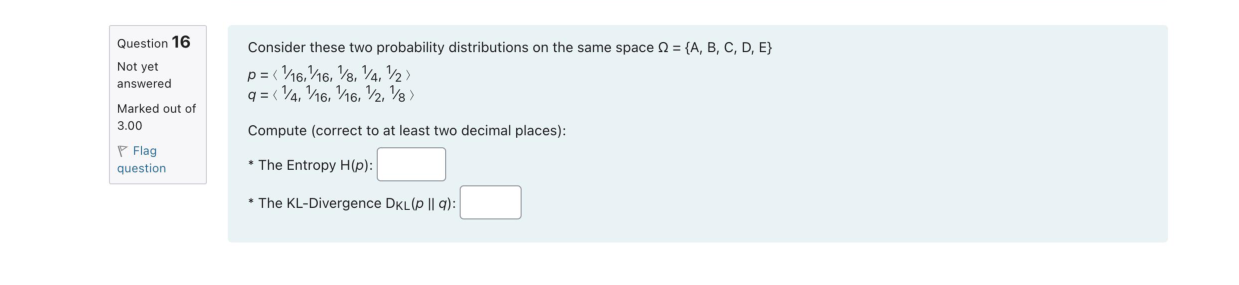 Question 16
Not yet
answered
Marked out of
3.00
Flag
question
Consider these two probability distributions on the same space Ω = {A, B, C, D, E}
p = ⟨ 1⁄16, 1⁄16, 1⁄8, 1⁄4, 1⁄2 ⟩
q = ⟨ 1⁄4, 1⁄16, 1⁄16, 1⁄2, 1⁄8 ⟩
Compute (correct to at least two decimal places):
* The Entropy H(p):
* The KL-Divergence DKL(p || q):